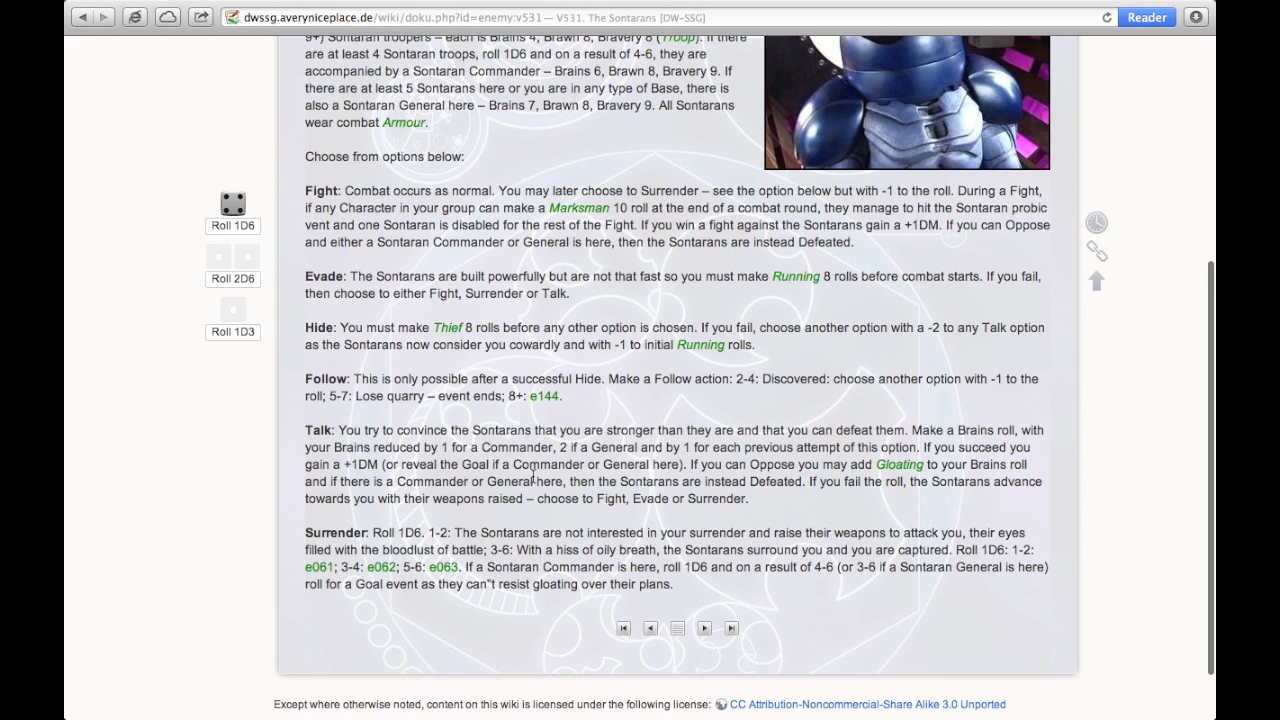 dwssg.averyniceplace.de/wiki/doku.php?id=enemy:v531 — V531. The Sontarans [DW-SSG]
Reader
9+) Sontaran troopers – each is Brains 4, Brawn 8, Bravery 8 (Troop). If there
are at least 4 Sontaran troops, roll 1D6 and on a result of 4-6, they are
accompanied by a Sontaran Commander – Brains 6, Brawn 8, Bravery 9. If
there are at least 5 Sontarans here or you are in any type of Base, there is
also a Sontaran General here – Brains 7, Brawn 8, Bravery 9. All Sontarans
wear combat Armour.
Choose from options below:
Fight: Combat occurs as normal. You may later choose to Surrender – see the option below but with -1 to the roll. During a Fight,
if any Character in your group can make a Marksman 10 roll at the end of a combat round, they manage to hit the Sontaran probic
vent and one Sontaran is disabled for the rest of the Fight. If you win a fight against the Sontarans gain a +1DM. If you can Oppose
and either a Sontaran Commander or General is here, then the Sontarans are instead Defeated.
Evade: The Sontarans are built powerfully but are not that fast so you must make Running 8 rolls before combat starts. If you fail,
then choose to either Fight, Surrender or Talk.
Hide: You must make Thief 8 rolls before any other option is chosen. If you fail, choose another option with a -2 to any Talk option
as the Sontarans now consider you cowardly and with -1 to initial Running rolls.
Follow: This is only possible after a successful Hide. Make a Follow action: 2-4: Discovered: choose another option with -1 to the
roll; 5-7: Lose quarry – event ends; 8+: e144.
Talk: You try to convince the Sontarans that you are stronger than they are and that you can defeat them. Make a Brains roll, with
your Brains reduced by 1 for a Commander, 2 if a General and by 1 for each previous attempt of this option. If you succeed you
gain a +1DM (or reveal the Goal if a Commander or General here). If you can Oppose you may add Gloating to your Brains roll
and if there is a Commander or General here, then the Sontarans are instead Defeated. If you fail the roll, the Sontarans advance
towards you with their weapons raised – choose to Fight, Evade or Surrender.
Surrender: Roll 1D6. 1-2: The Sontarans are not interested in your surrender and raise their weapons to attack you, their eyes
filled with the bloodlust of battle; 3-6: With a hiss of oily breath, the Sontarans surround you and you are captured. Roll 1D6: 1-2:
e061; 3-4: e062; 5-6: e063. If a Sontaran Commander is here, roll 1D6 and on a result of 4-6 (or 3-6 if a Sontaran General is here)
roll for a Goal event as they can"t resist gloating over their plans.
Roll 1D6
Roll 2D6
Roll 1D3
Except where otherwise noted, content on this wiki is licensed under the following license: CC Attribution-Noncommercial-Share Alike 3.0 Unported